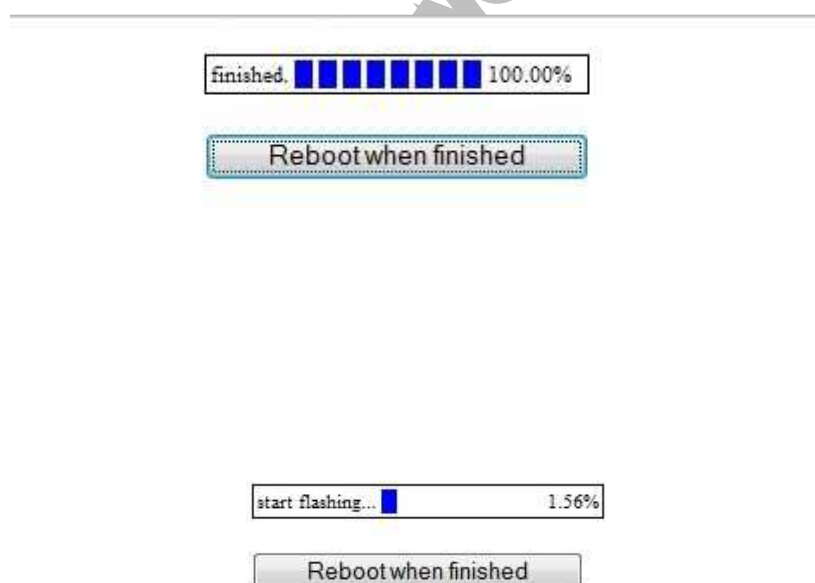 finished. 100.00%
Reboot when finished
start flashing... 1.56%
Reboot when finished